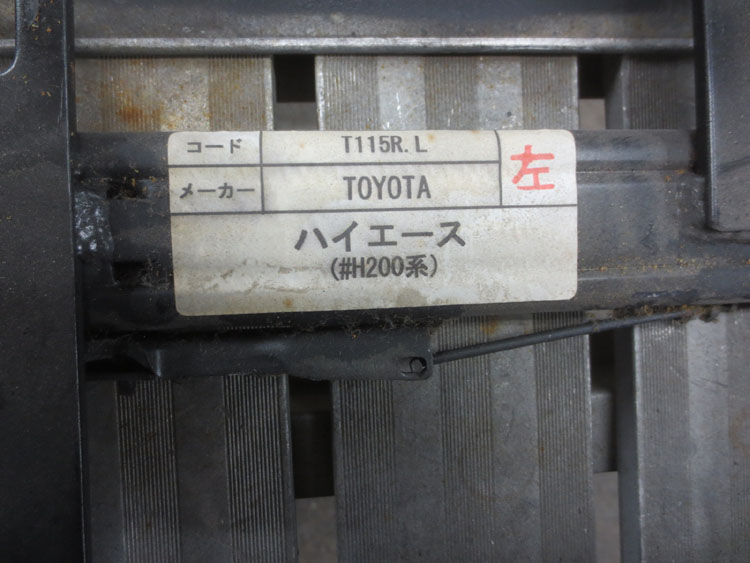 コード T115R.L 左
メーカー TOYOTA
ハイエース
(#H200系)